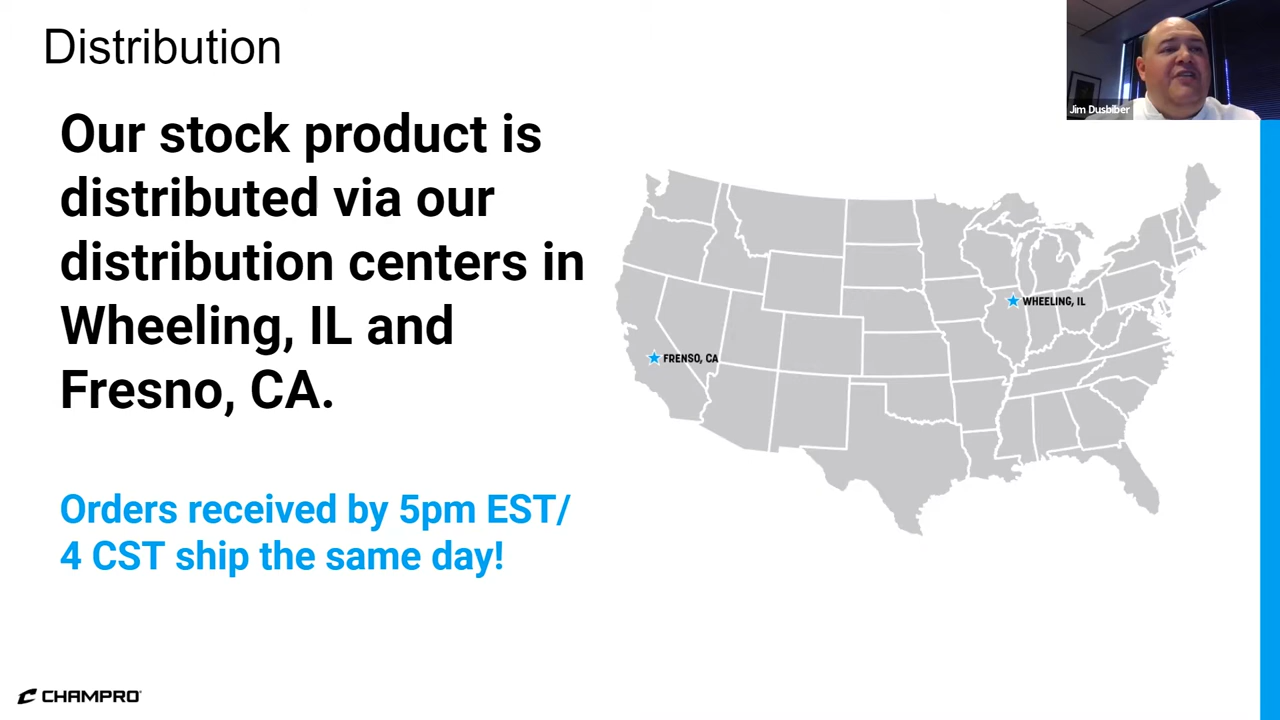 Distribution
Jim Dusbiber
Our stock product is
distributed via our
distribution centers in
Wheeling, IL and
Fresno, CA.
WHEELING, IL
FRENSO, CA
Orders received by 5pm EST/
4 CST ship the same day!
CHAMPRO